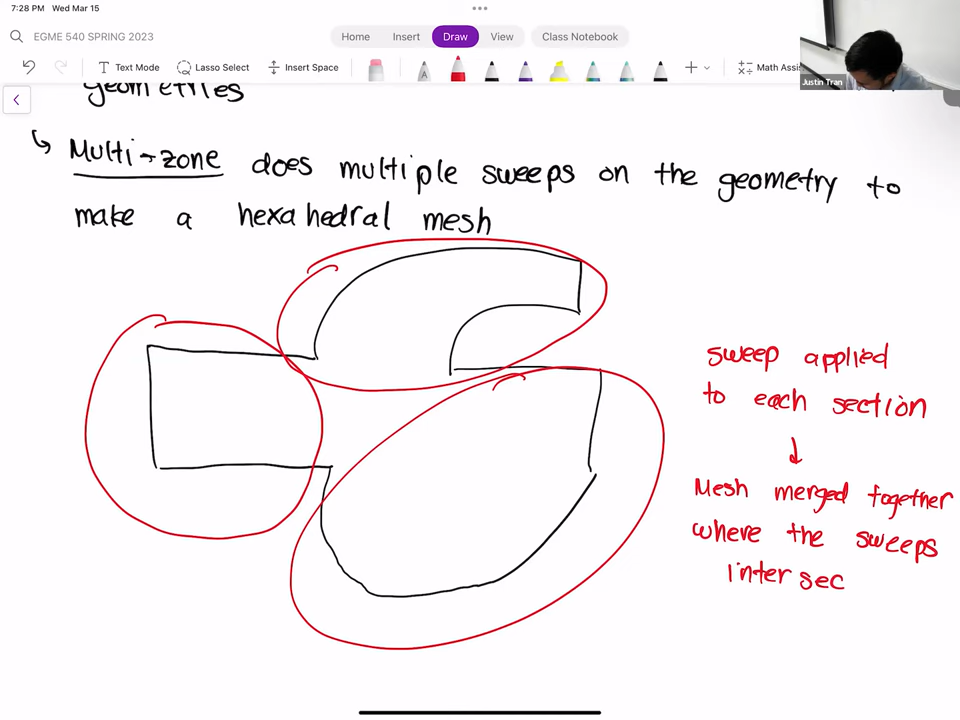 7:28 PM Wed Mar 15
EGME 540 SPRING 2023
Home Insert Draw View Class Notebook
Text Mode Lasso Select Insert Space Math Assis
Justin Tran
geometries
↳ Multi-zone does multiple sweeps on the geometry to
make a hexahedral mesh
sweep applied
to each section
↓
Mesh merged together
where the sweeps
intersec